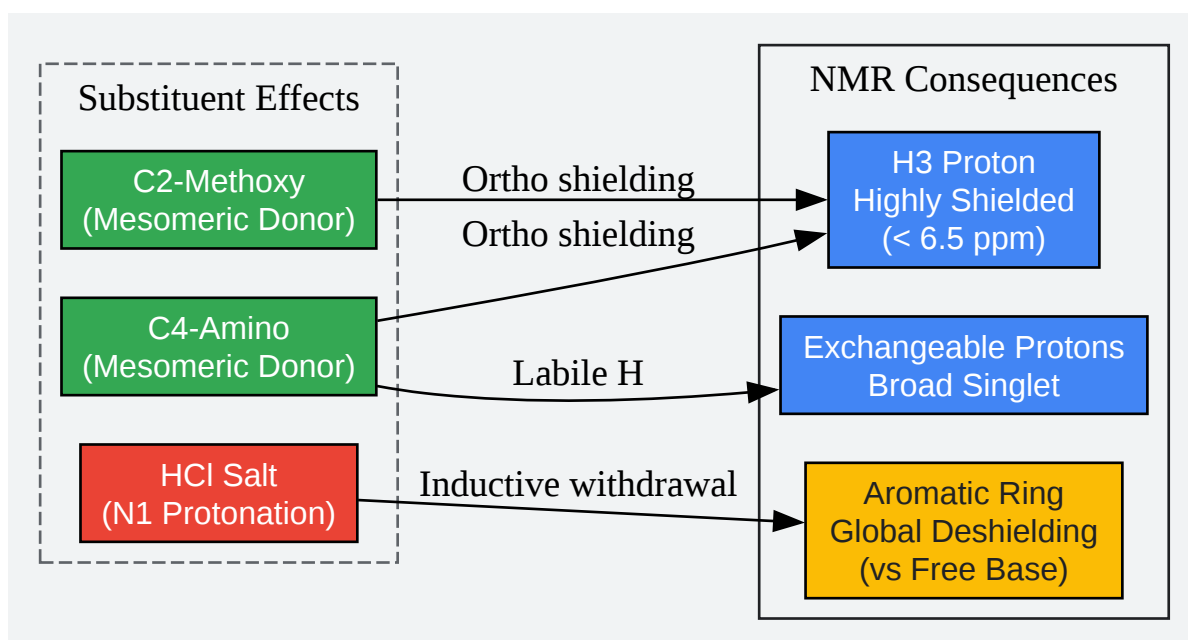 Substituent Effects
C2-Methoxy
(Mesomeric Donor)
C4-Amino
(Mesomeric Donor)
HCl Salt
(N1 Protonation)
Ortho shielding
Ortho shielding
Labile H
Inductive withdrawal
NMR Consequences
H3 Proton
Highly Shielded
(< 6.5 ppm)
Exchangeable Protons
Broad Singlet
Aromatic Ring
Global Deshielding
(vs Free Base)